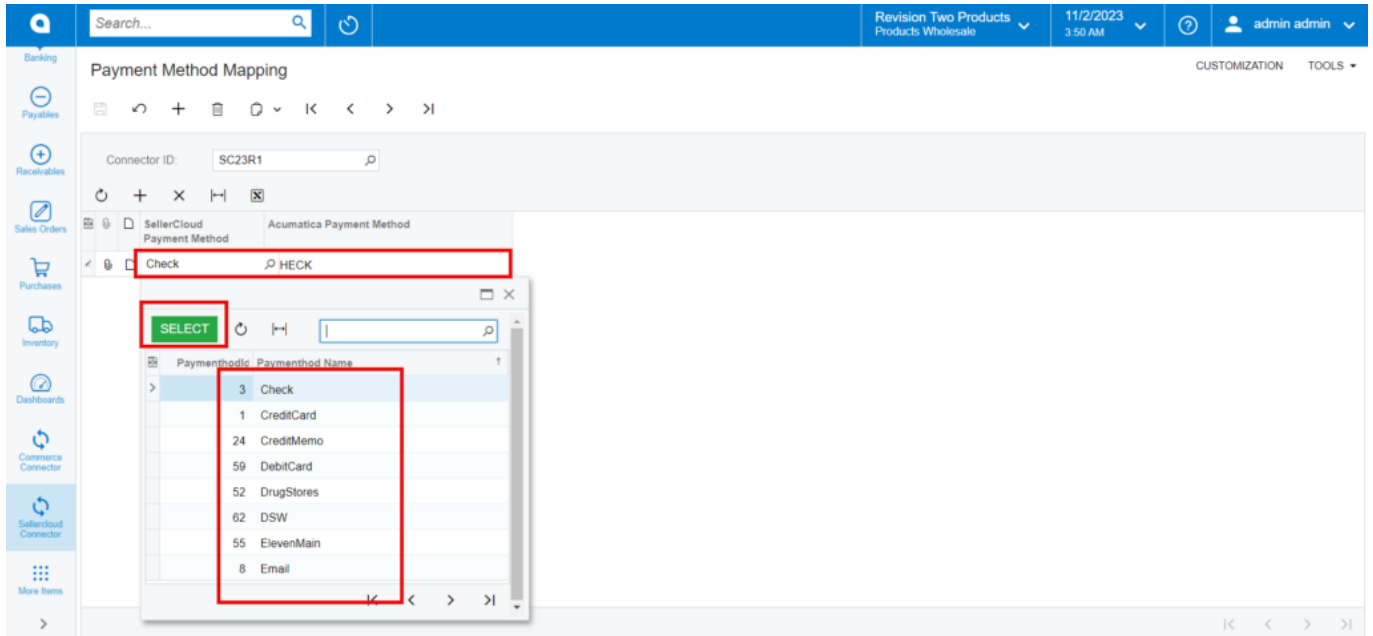 Search...
Revision Two Products
Products Wholesale
11/2/2023
3:50 AM
admin admin
Banking
Payment Method Mapping
CUSTOMIZATION
TOOLS
Payables
Connector ID:
SC23R1
Receivables
Sales Orders
SellerCloud
Payment Method
Acumatica Payment Method
Check
HECK
Purchases
SELECT
Inventory
PaymenthodId
Paymenthod Name
3 Check
Dashboards
1 CreditCard
24 CreditMemo
Commerce
Connector
59 DebitCard
52 DrugStores
Sellercloud
Connector
62 DSW
55 ElevenMain
8 Email
More Items